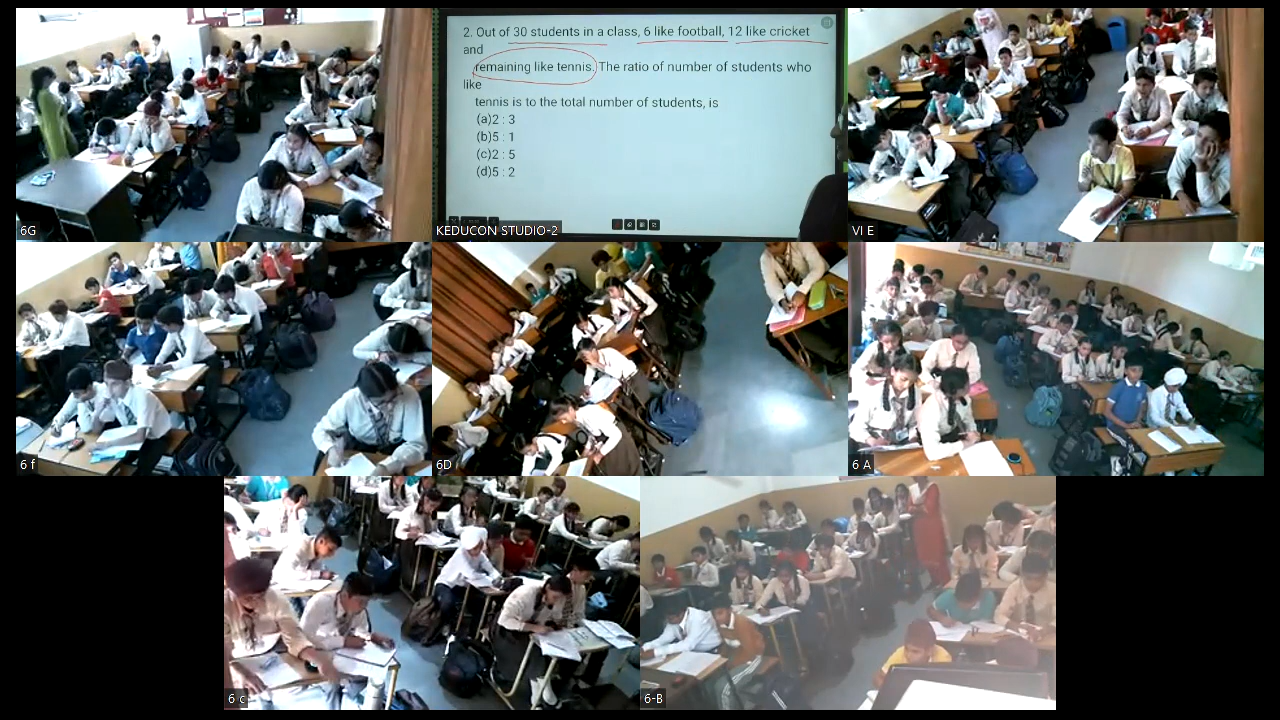 2. Out of 30 students in a class, 6 like football, 12 like cricket
and
remaining like tennis. The ratio of number of students who
like
tennis is to the total number of students, is
(a)2 : 3
(b)5 : 1
(c)2 : 5
(d)5 : 2
6G
KEDUCON STUDIO-2
VI E
6 f
6D
6 A
6 c
6-B